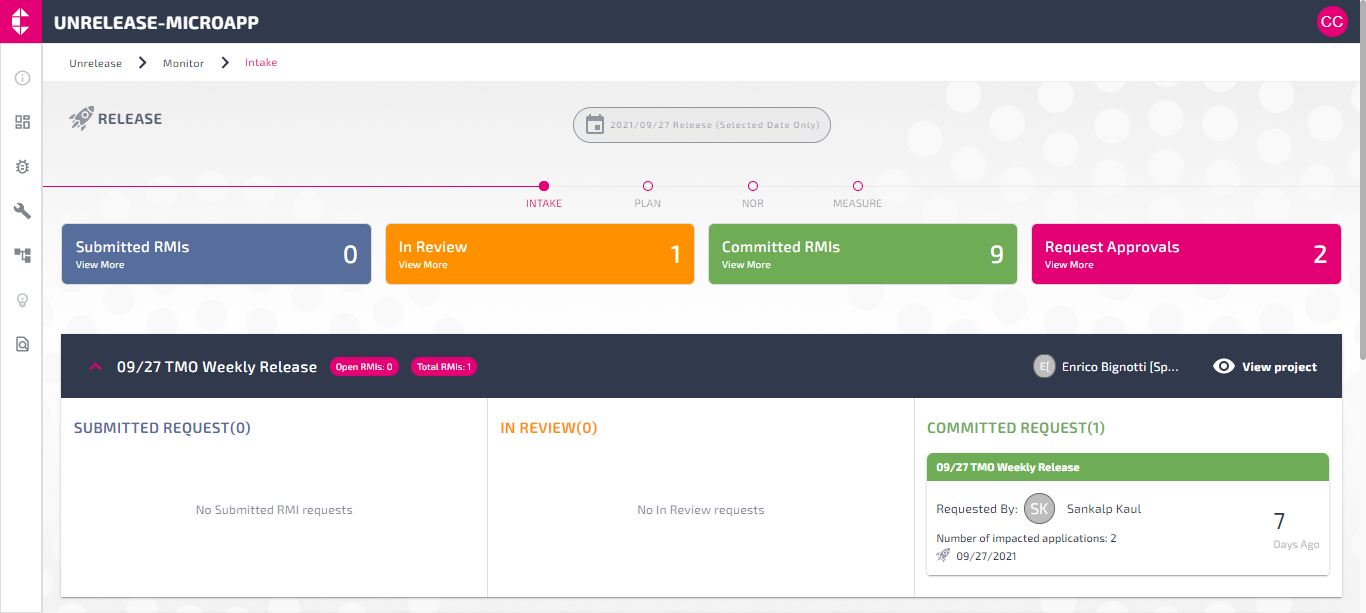 UNRELEASE-MICROAPP
CC
Unrelease
Monitor
Intake
RELEASE
2021/09/27 Release (Selected Date Only)
INTAKE
PLAN
NOR
MEASURE
Submitted RMIs
View More
0
In Review
View More
1
Committed RMIs
View More
9
Request Approvals
View More
2
09/27 TMO Weekly Release
Open RMIs: 0
Total RMIs: 1
E[
Enrico Bignotti [Sp...
View project
SUBMITTED REQUEST(0)
No Submitted RMI requests
IN REVIEW(0)
No In Review requests
COMMITTED REQUEST(1)
09/27 TMO Weekly Release
Requested By: SK Sankalp Kaul
Number of impacted applications: 2
09/27/2021
7
Days Ago